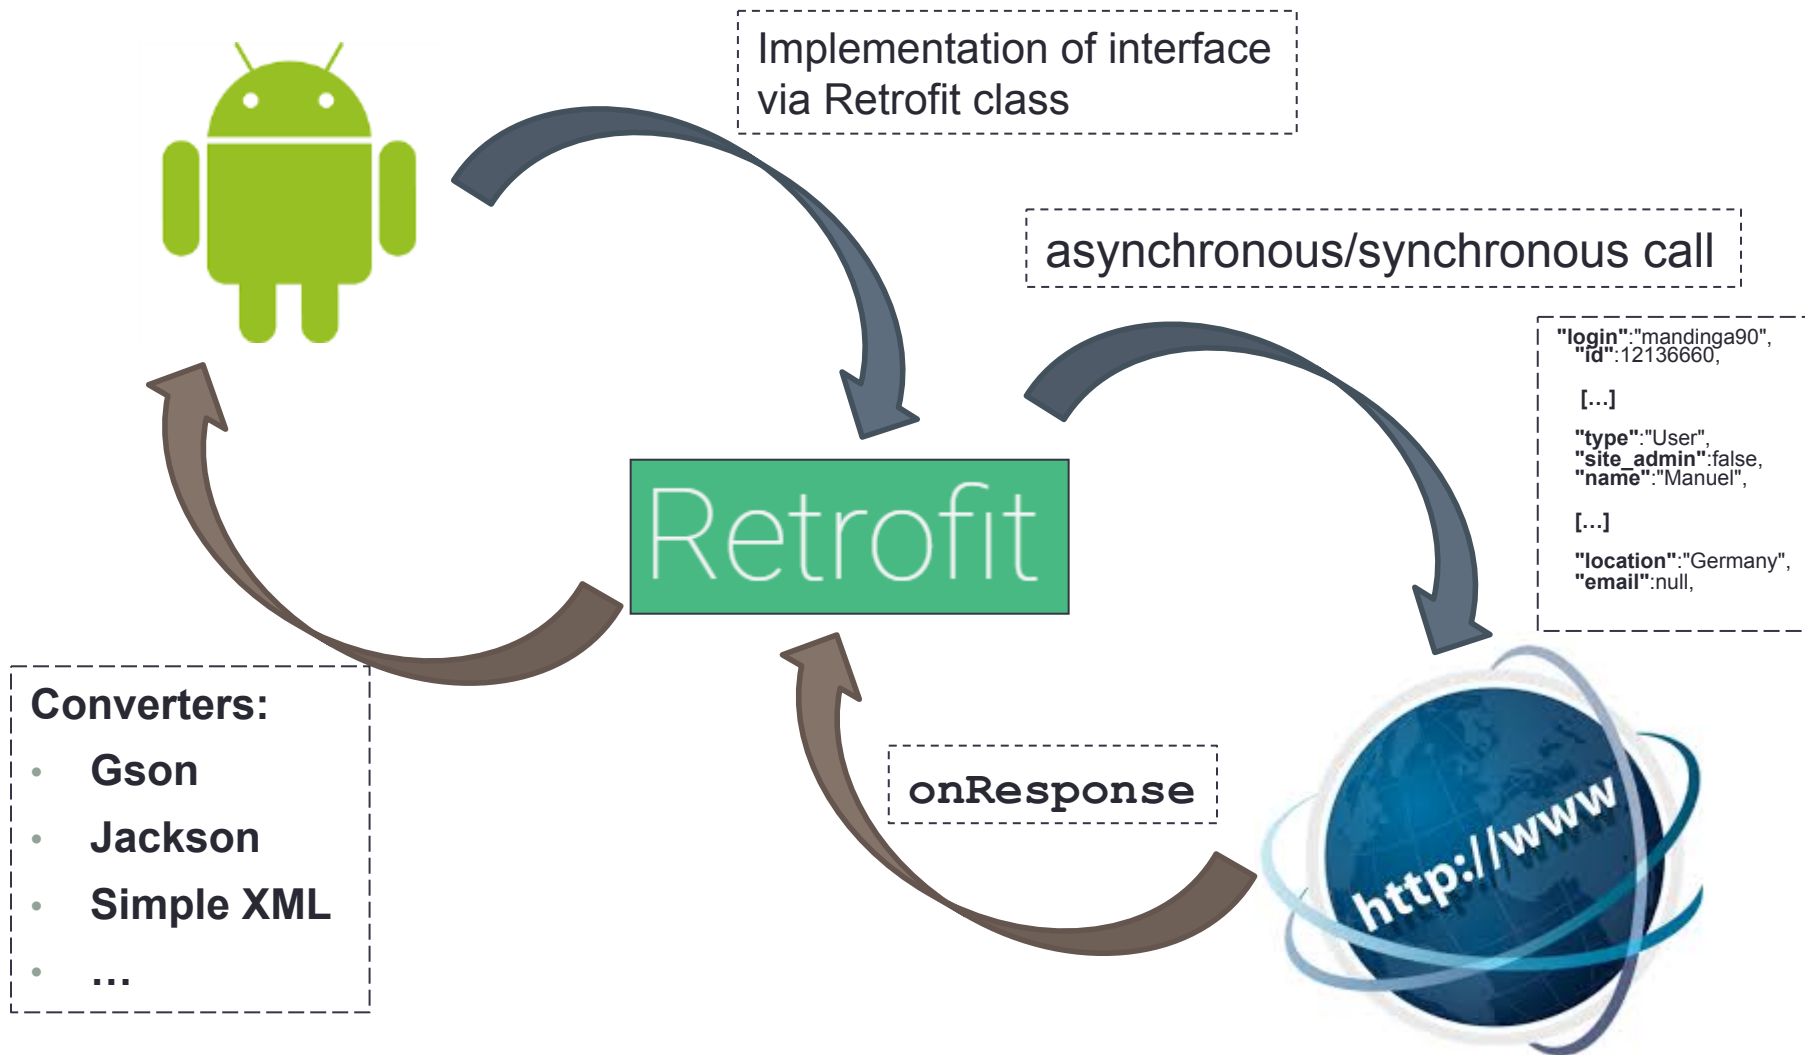 Implementation of interface
via Retrofit class
asynchronous/synchronous call
"login":"mandinga90",
"id":12136660,
[…]
"type":"User",
"site_admin":false,
"name":"Manuel",
[…]
"location":"Germany",
"email":null,
Retrofit
Converters:
• Gson
• Jackson
• Simple XML
• …
onResponse
http://www